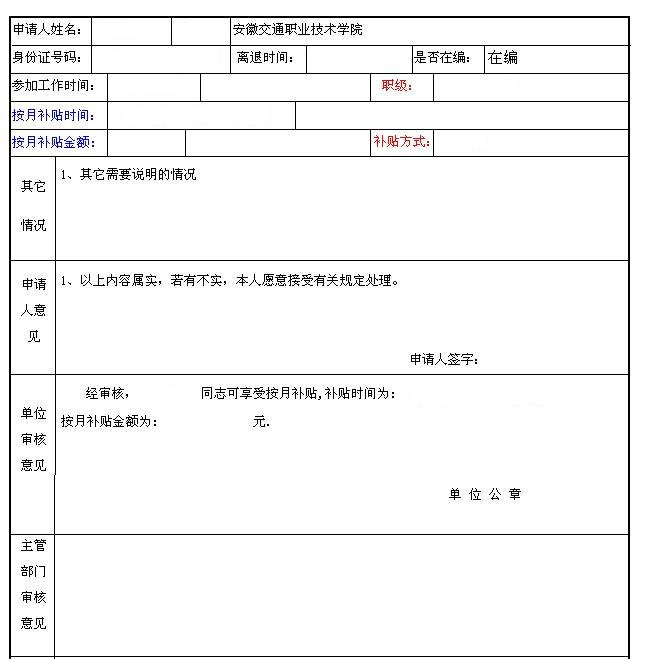 申请人姓名： 安徽交通职业技术学院
身份证号码： 离退时间： 是否在编： 在编
参加工作时间： 职级：
按月补贴时间：
按月补贴金额： 补贴方式：
其它
情况
1、其它需要说明的情况
申请
人意
见
1、以上内容属实，若有不实，本人愿意接受有关规定处理。
申请人签字：
单位
审核
意见
经审核， 同志可享受按月补贴,补贴时间为：
按月补贴金额为： 元.
单 位 公 章
主管
部门
审核
意见